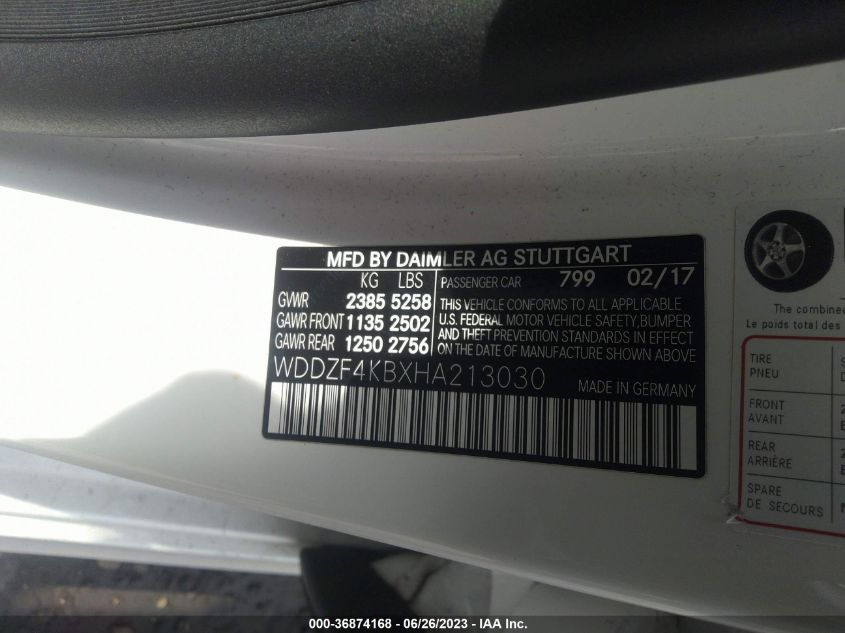 MFD BY DAIMLER AG STUTTGART
KG LBS PASSENGER CAR 799 02/17
GVWR 2385 5258 THIS VEHICLE CONFORMS TO ALL APPLICABLE
GAWR FRONT 1135 2502 U.S. FEDERAL MOTOR VEHICLE SAFETY, BUMPER
GAWR REAR 1250 2756 AND THEFT PREVENTION STANDARDS IN EFFECT
ON THE DATE OF MANUFACTURE SHOWN ABOVE
WDDZF4KBXHA213030 MADE IN GERMANY
The combined
Le poids total des
TIRE
PNEU
FRONT
AVANT
REAR
ARRIÈRE
SPARE
DE SECOURS
000-36874168 - 06/26/2023 - © IAA Inc.